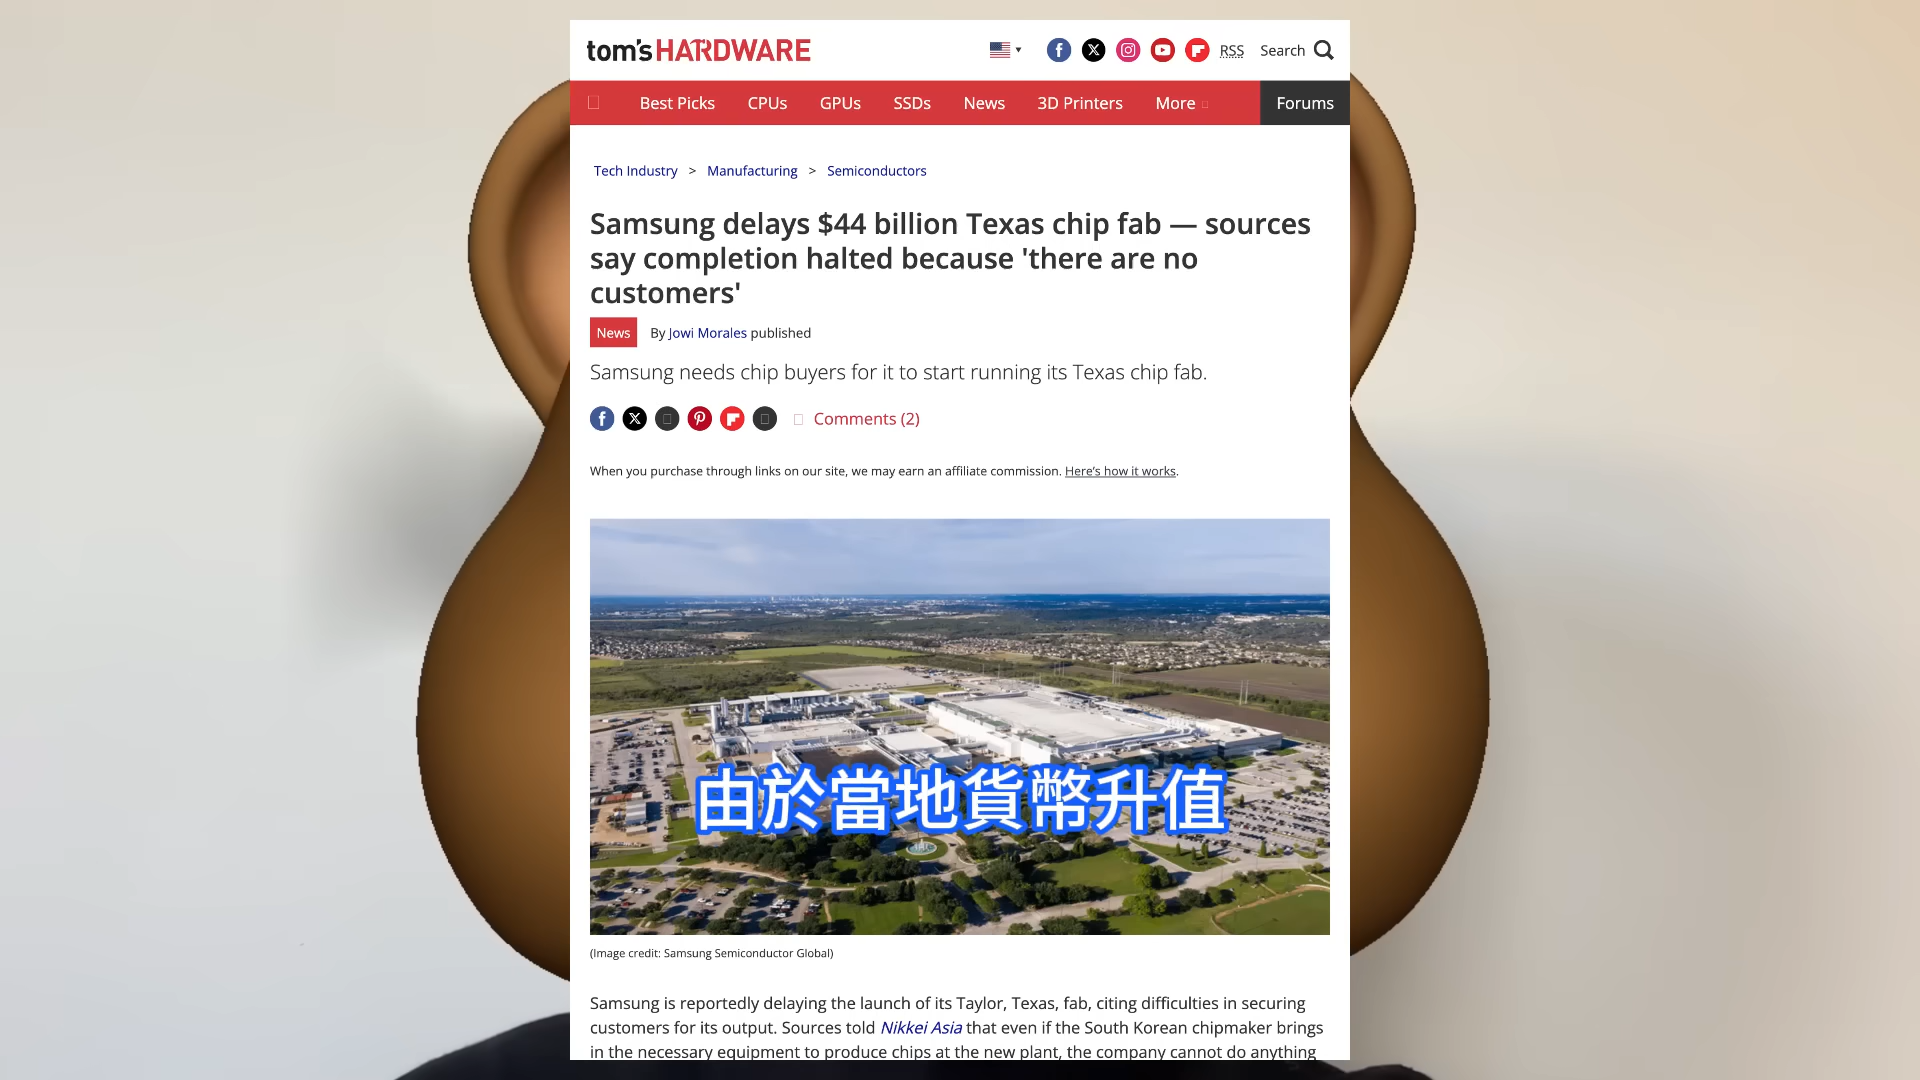 tom's HARDWARE
RSS
Search
Best Picks
CPUs
GPUs
SSDs
News
3D Printers
More
Forums
Tech Industry > Manufacturing > Semiconductors
Samsung delays $44 billion Texas chip fab — sources
say completion halted because 'there are no
customers'
News
By Jowi Morales published
Samsung needs chip buyers for it to start running its Texas chip fab.
Comments (2)
When you purchase through links on our site, we may earn an affiliate commission. Here's how it works.
由於當地貨幣升值
(Image credit: Samsung Semiconductor Global)
Samsung is reportedly delaying the launch of its Taylor, Texas, fab, citing difficulties in securing
customers for its output. Sources told Nikkei Asia that even if the South Korean chipmaker brings
in the necessary equipment to produce chips at the new plant, the company cannot do anything